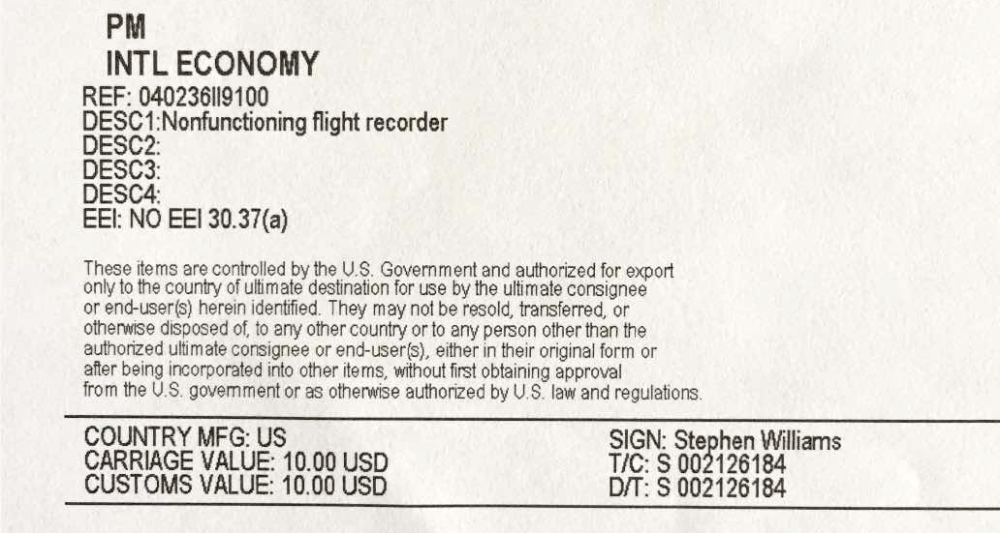 PM
INTL ECONOMY
REF: 040236II9100
DESC1:Nonfunctioning flight recorder
DESC2:
DESC3:
DESC4:
EEI: NO EEI 30.37(a)
These items are controlled by the U.S. Government and authorized for export
only to the country of ultimate destination for use by the ultimate consignee
or end-user(s) herein identified. They may not be resold, transferred, or
otherwise disposed of, to any other country or to any person other than the
authorized ultimate consignee or end-user(s), either in their original form or
after being incorporated into other items, without first obtaining approval
from the U.S. government or as otherwise authorized by U.S. law and regulations.
COUNTRY MFG: US
CARRIAGE VALUE: 10.00 USD
CUSTOMS VALUE: 10.00 USD
SIGN: Stephen Williams
T/C: S 002126184
D/T: S 002126184